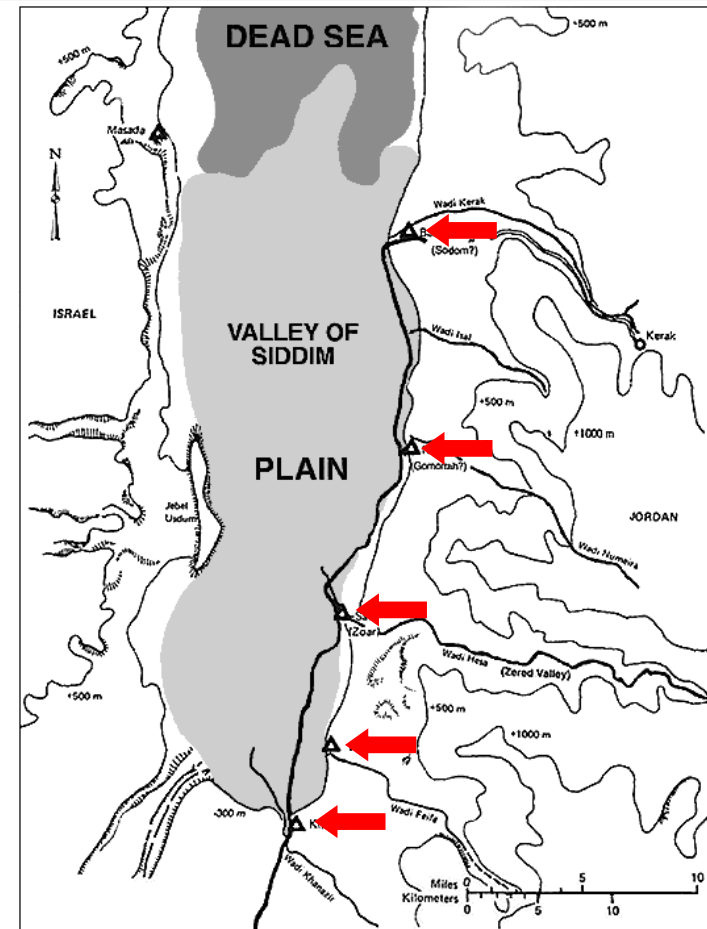 DEAD SEA
+500 m
+500 m
Masada
N
Wadi Kerak
(Sodom?)
ISRAEL
VALLEY OF
SIDDIM
Wadi Isal
Kerak
+500 m
+1000 m
PLAIN
(Gomorrah?)
Jebel
Usdum
JORDAN
Wadi Numeira
(Zoar)
Wadi Hesa
(Zered Valley)
+500 m
+500 m
+1000 m
-300 m
Wadi Feifa
Wadi Khanazir
Miles
0 5 10
Kilometers
0 5 10